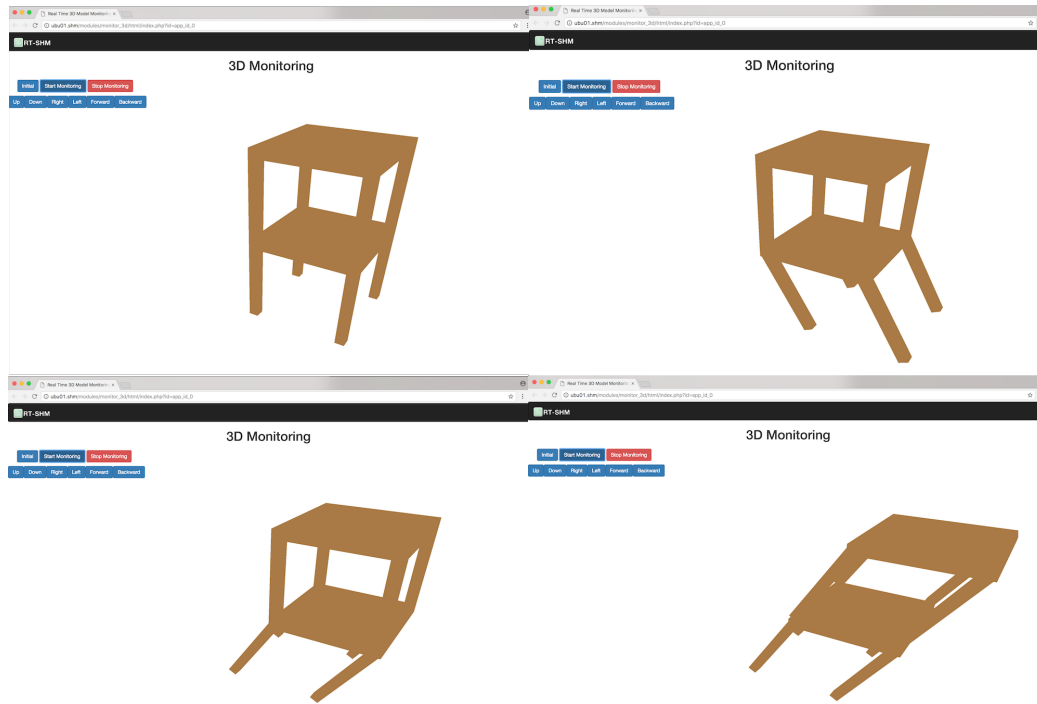 Real Time 3D Model Monitorin
ubu01.shm/modules/monitor_3d/html/index.php?id=app_id_0
RT-SHM
3D Monitoring
Initial Start Monitoring Stop Monitoring
Up Down Right Left Forward Backward
Real Time 3D Model Monitorin
ubu01.shm/modules/monitor_3d/html/index.php?id=app_id_0
RT-SHM
3D Monitoring
Initial Start Monitoring Stop Monitoring
Up Down Right Left Forward Backward
Real Time 3D Model Monitorin
ubu01.shm/modules/monitor_3d/html/index.php?id=app_id_0
RT-SHM
3D Monitoring
Initial Start Monitoring Stop Monitoring
Up Down Right Left Forward Backward
Real Time 3D Model Monitorin
ubu01.shm/modules/monitor_3d/html/index.php?id=app_id_0
RT-SHM
3D Monitoring
Initial Start Monitoring Stop Monitoring
Up Down Right Left Forward Backward